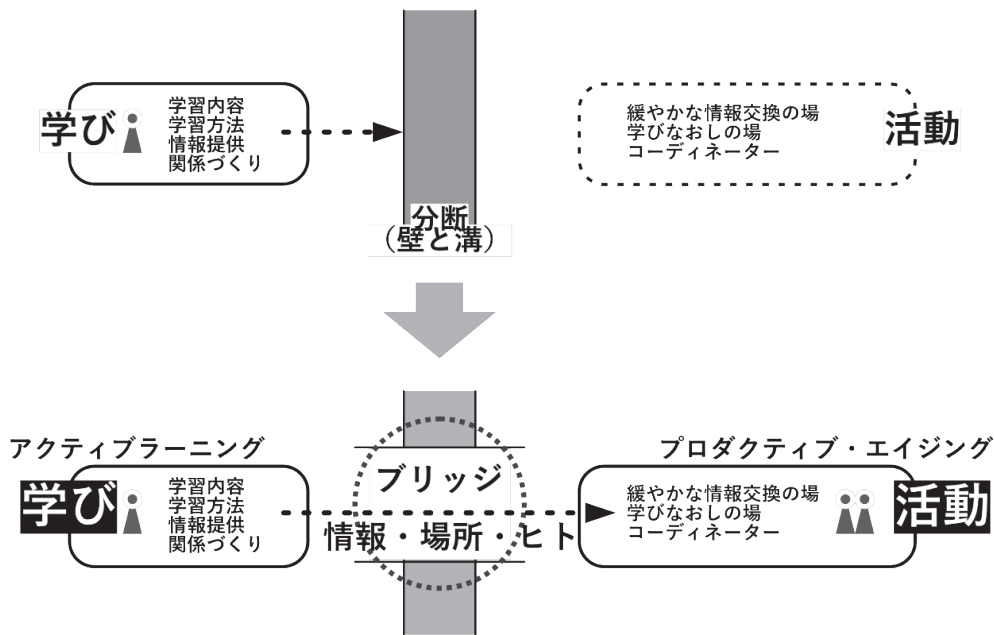 学び
学習内容
学習方法
情報提供
関係づくり
緩やかな情報交換の場
学びなおしの場
コーディネーター
活動
分断
（壁と溝）
アクティブラーニング
プロダクティブ・エイジング
学び
学習内容
学習方法
情報提供
関係づくり
ブリッジ
情報・場所・ヒト
緩やかな情報交換の場
学びなおしの場
コーディネーター
活動